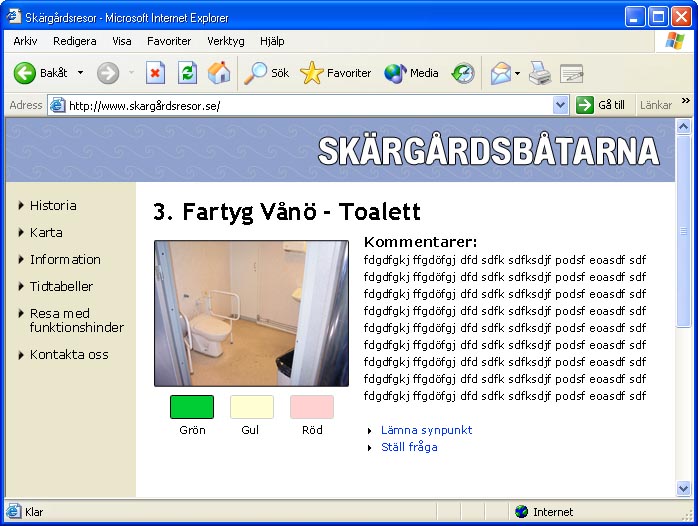 Skärgårdsresor - Microsoft Internet Explorer
Arkiv Redigera Visa Favoriter Verktyg Hjälp
Bakåt Sök Favoriter Media
Adress http://www.skargårdsresor.se/ Gå till Länkar »
SKÄRGÅRDSBÅTARNA
Historia
Karta
Information
Tidtabeller
Resa med
funktionshinder
Kontakta oss
3. Fartyg Vånö - Toalett
Kommentarer:
fdgdfgkj ffgdöfgj dfd sdfk sdfksdjf podsf eoasdf sdf
fdgdfgkj ffgdöfgj dfd sdfk sdfksdjf podsf eoasdf sdf
fdgdfgkj ffgdöfgj dfd sdfk sdfksdjf podsf eoasdf sdf
fdgdfgkj ffgdöfgj dfd sdfk sdfksdjf podsf eoasdf sdf
fdgdfgkj ffgdöfgj dfd sdfk sdfksdjf podsf eoasdf sdf
fdgdfgkj ffgdöfgj dfd sdfk sdfksdjf podsf eoasdf sdf
fdgdfgkj ffgdöfgj dfd sdfk sdfksdjf podsf eoasdf sdf
fdgdfgkj ffgdöfgj dfd sdfk sdfksdjf podsf eoasdf sdf
fdgdfgkj ffgdöfgj dfd sdfk sdfksdjf podsf eoasdf sdf
Grön Gul Röd
Lämna synpunkt
Ställ fråga
Klar Internet